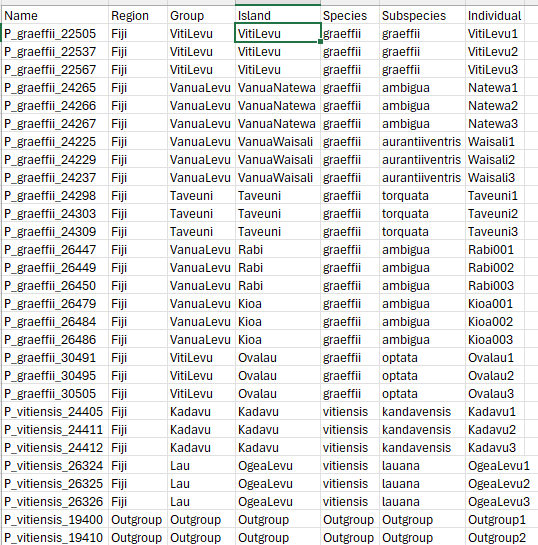 Name Region Group Island Species Subspecies Individual
P_graeffii_22505 Fiji VitiLevu VitiLevu graeffii graeffii VitiLevu1
P_graeffii_22537 Fiji VitiLevu VitiLevu graeffii graeffii VitiLevu2
P_graeffii_22567 Fiji VitiLevu VitiLevu graeffii graeffii VitiLevu3
P_graeffii_24265 Fiji VanuaLevu VanuaNatewa graeffii ambigua Natewa1
P_graeffii_24266 Fiji VanuaLevu VanuaNatewa graeffii ambigua Natewa2
P_graeffii_24267 Fiji VanuaLevu VanuaNatewa graeffii ambigua Natewa3
P_graeffii_24225 Fiji VanuaLevu VanuaWaisali graeffii aurantiiventris Waisali1
P_graeffii_24229 Fiji VanuaLevu VanuaWaisali graeffii aurantiiventris Waisali2
P_graeffii_24237 Fiji VanuaLevu VanuaWaisali graeffii aurantiiventris Waisali3
P_graeffii_24298 Fiji Taveuni Taveuni graeffii torquata Taveuni1
P_graeffii_24303 Fiji Taveuni Taveuni graeffii torquata Taveuni2
P_graeffii_24309 Fiji Taveuni Taveuni graeffii torquata Taveuni3
P_graeffii_26447 Fiji VanuaLevu Rabi graeffii ambigua Rabi001
P_graeffii_26449 Fiji VanuaLevu Rabi graeffii ambigua Rabi002
P_graeffii_26450 Fiji VanuaLevu Rabi graeffii ambigua Rabi003
P_graeffii_26479 Fiji VanuaLevu Kioa graeffii ambigua Kioa001
P_graeffii_26484 Fiji VanuaLevu Kioa graeffii ambigua Kioa002
P_graeffii_26486 Fiji VanuaLevu Kioa graeffii ambigua Kioa003
P_graeffii_30491 Fiji VitiLevu Ovalau graeffii optata Ovalau1
P_graeffii_30495 Fiji VitiLevu Ovalau graeffii optata Ovalau2
P_graeffii_30505 Fiji VitiLevu Ovalau graeffii optata Ovalau3
P_vitiensis_24405 Fiji Kadavu Kadavu vitiensis kandavensis Kadavu1
P_vitiensis_24411 Fiji Kadavu Kadavu vitiensis kandavensis Kadavu2
P_vitiensis_24412 Fiji Kadavu Kadavu vitiensis kandavensis Kadavu3
P_vitiensis_26324 Fiji Lau OgeaLevu vitiensis lauana OgeaLevu1
P_vitiensis_26325 Fiji Lau OgeaLevu vitiensis lauana OgeaLevu2
P_vitiensis_26326 Fiji Lau OgeaLevu vitiensis lauana OgeaLevu3
P_vitiensis_19400 Outgroup Outgroup Outgroup Outgroup Outgroup Outgroup1
P_vitiensis_19410 Outgroup Outgroup Outgroup Outgroup Outgroup Outgroup2